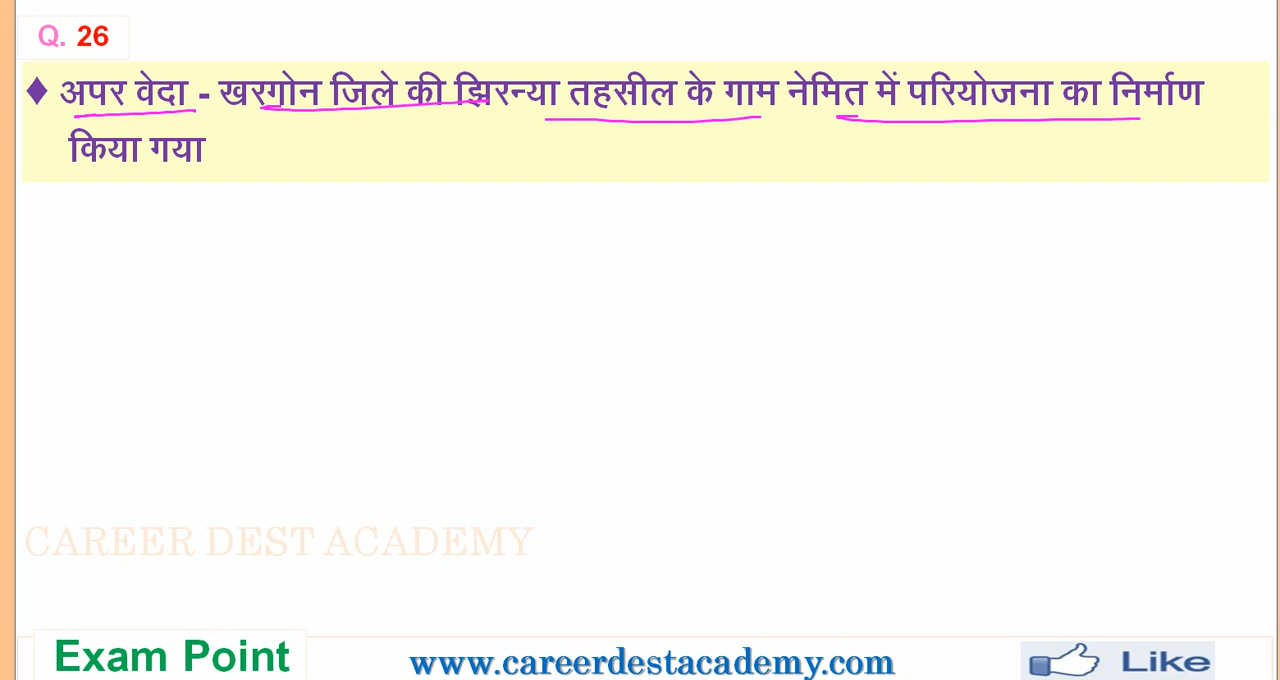 Q. 26
♦ अपर वेदा - खरगोन जिले की झिरन्या तहसील के गाम नेमित में परियोजना का निर्माण
किया गया
CAREER DEST ACADEMY
Exam Point
www.careerdestacademy.com
Like